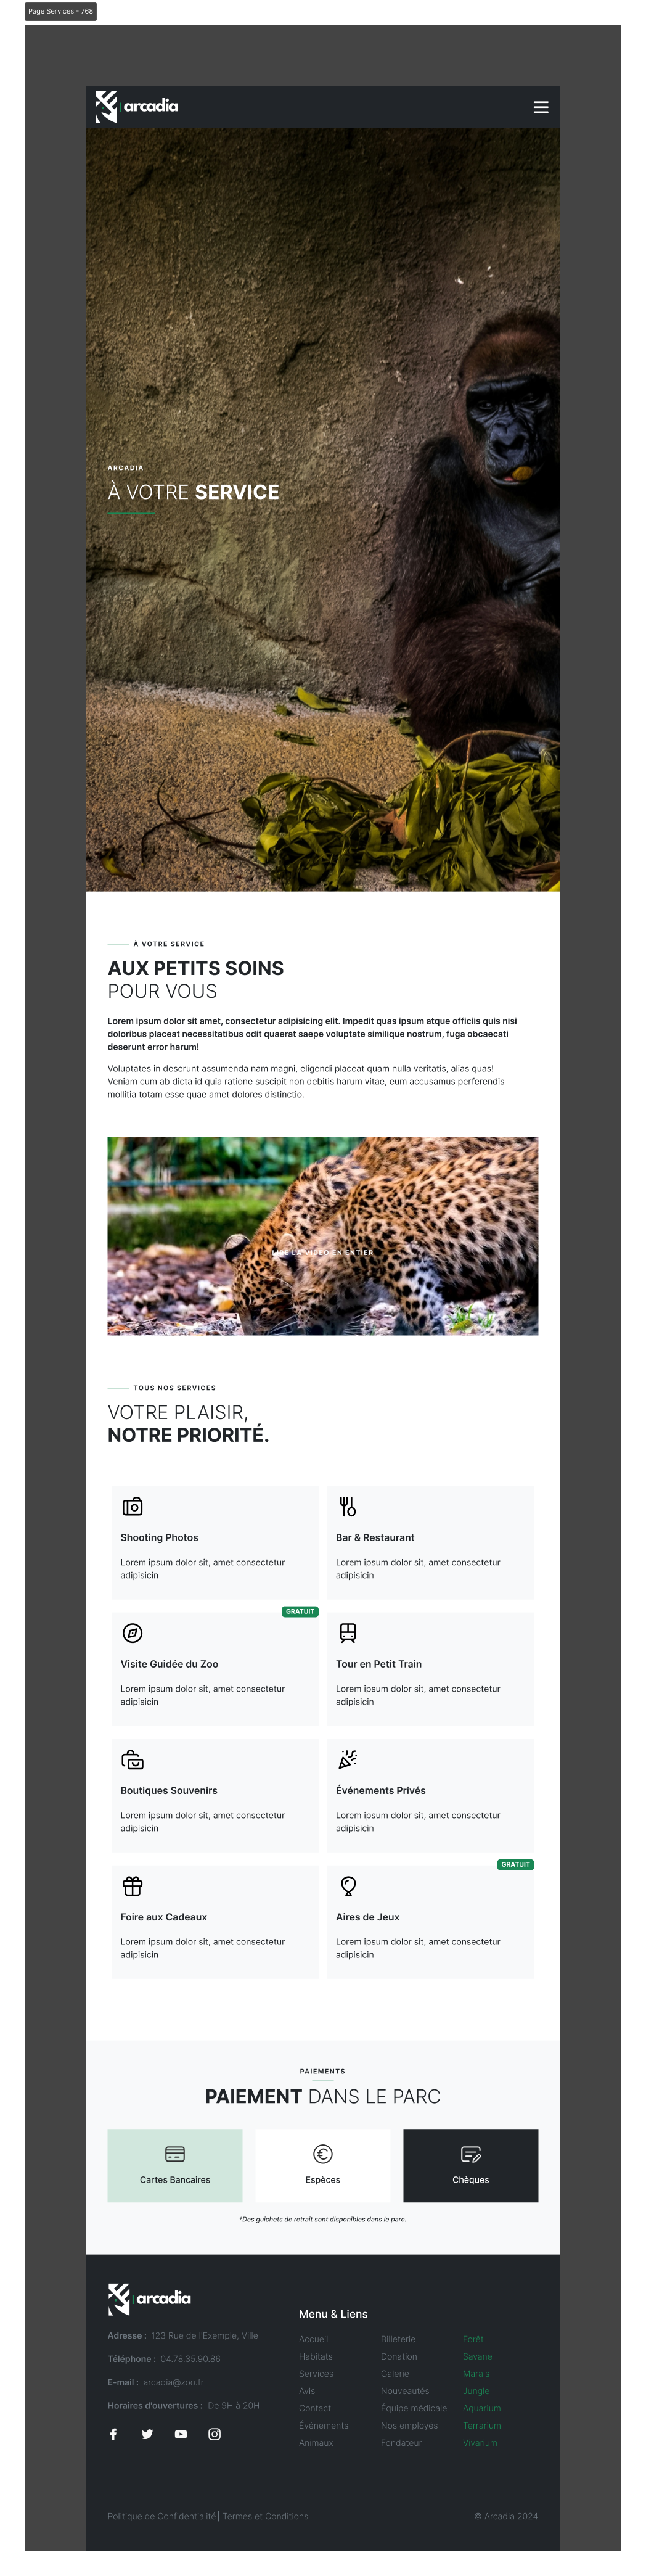 Page Services - 768
arcadia
ARCADIA
À VOTRE SERVICE
À VOTRE SERVICE
AUX PETITS SOINS
POUR VOUS
Lorem ipsum dolor sit amet, consectetur adipisicing elit. Impedit quas ipsum atque officiis quis nisi
doloribus placeat necessitatibus odit quaerat saepe voluptate similique nostrum, fuga obcaecati
deserunt error harum!
Voluptates in deserunt assumenda nam magni, eligendi placeat quam nulla veritatis, alias quas!
Veniam cum ab dicta id quia ratione suscipit non debitis harum vitae, eum accusamus perferendis
mollitia totam esse quae amet dolores distinctio.
LIRE LA VIDEO EN ENTIER
TOUS NOS SERVICES
VOTRE PLAISIR,
NOTRE PRIORITÉ.
Shooting Photos
Lorem ipsum dolor sit, amet consectetur
adipisicin
Bar & Restaurant
Lorem ipsum dolor sit, amet consectetur
adipisicin
GRATUIT
Visite Guidée du Zoo
Lorem ipsum dolor sit, amet consectetur
adipisicin
Tour en Petit Train
Lorem ipsum dolor sit, amet consectetur
adipisicin
Boutiques Souvenirs
Lorem ipsum dolor sit, amet consectetur
adipisicin
Événements Privés
Lorem ipsum dolor sit, amet consectetur
adipisicin
Foire aux Cadeaux
Lorem ipsum dolor sit, amet consectetur
adipisicin
GRATUIT
Aires de Jeux
Lorem ipsum dolor sit, amet consectetur
adipisicin
PAIEMENTS
PAIEMENT DANS LE PARC
Cartes Bancaires
Espèces
Chèques
*Des guichets de retrait sont disponibles dans le parc.
arcadia
Adresse : 123 Rue de l'Exemple, Ville
Téléphone : 04.78.35.90.86
E-mail : arcadia@zoo.fr
Horaires d'ouvertures : De 9H à 20H
Menu & Liens
Accueil
Habitats
Services
Avis
Contact
Événements
Animaux
Billeterie
Donation
Galerie
Nouveautés
Équipe médicale
Nos employés
Fondateur
Forêt
Savane
Marais
Jungle
Aquarium
Terrarium
Vivarium
Politique de Confidentialité | Termes et Conditions
© Arcadia 2024